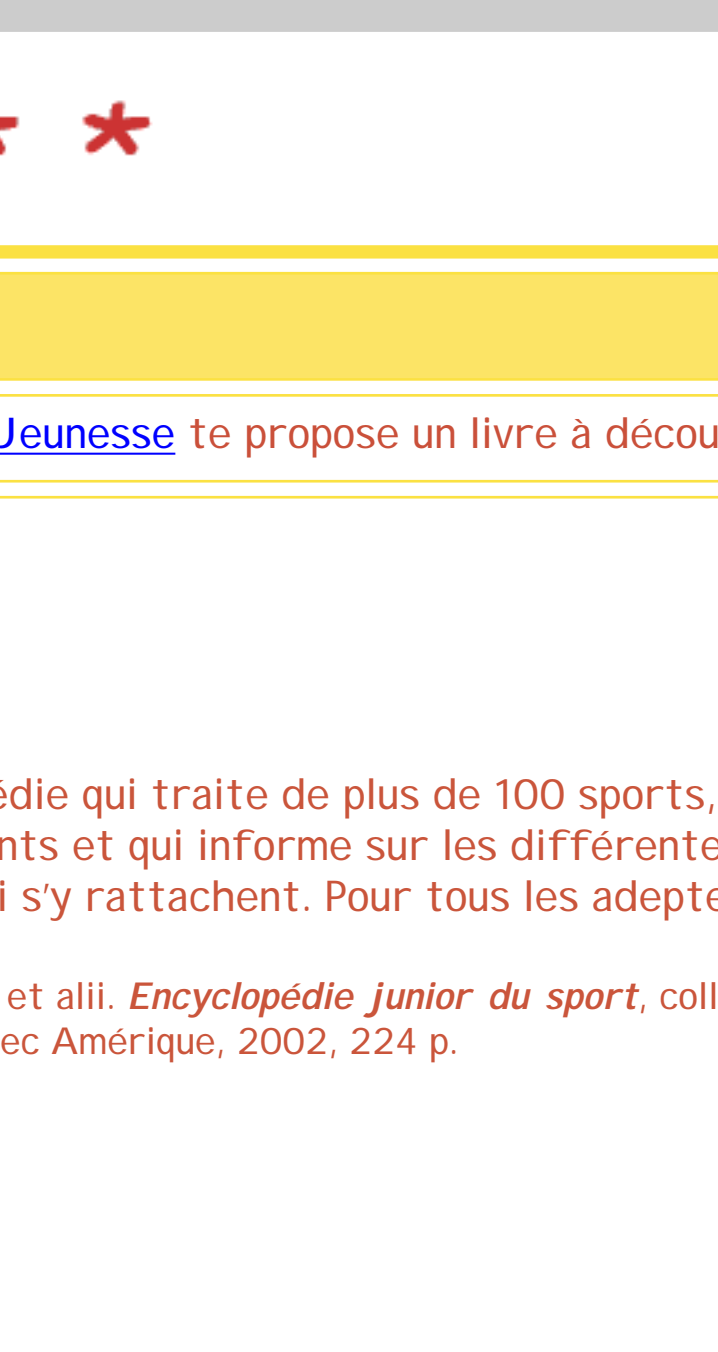 * *
Jeunesse te propose un livre à décou
édie qui traite de plus de 100 sports,
nts et qui informe sur les différente
i s'y rattachent. Pour tous les adepte
et alii. Encyclopédie junior du sport, coll
ec Amérique, 2002, 224 p.